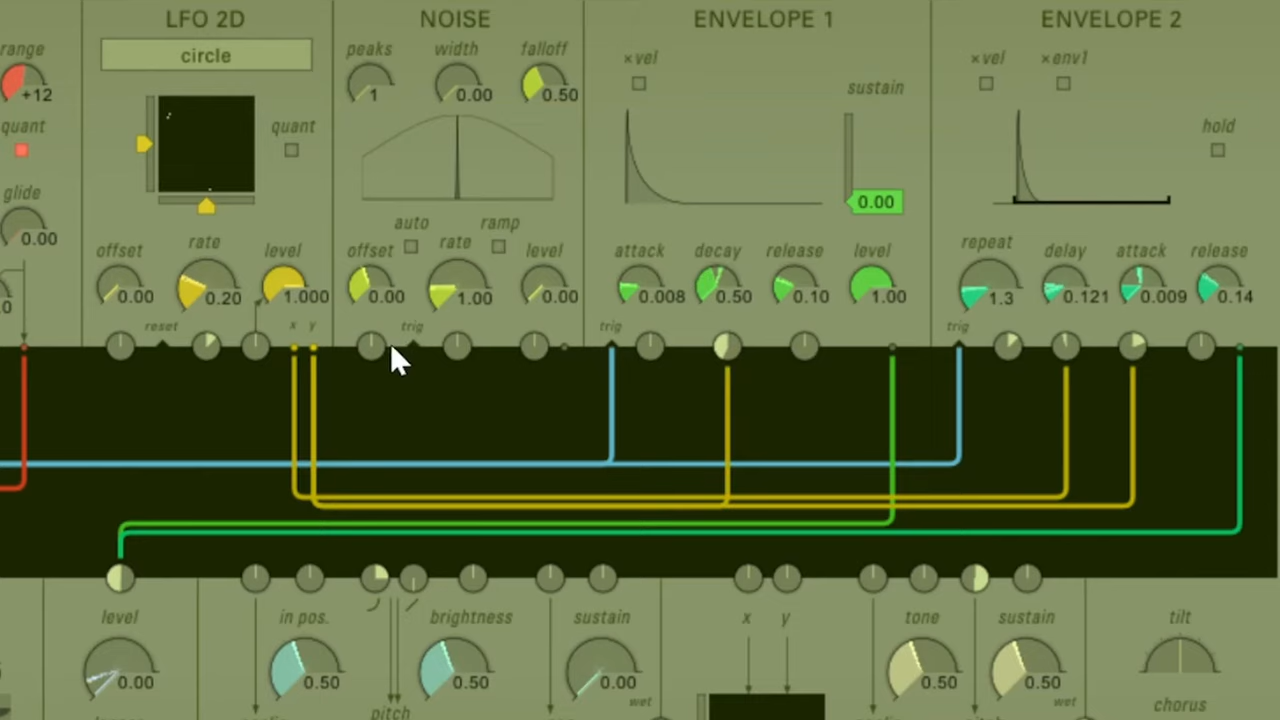 LFO 2D
NOISE
ENVELOPE 1
ENVELOPE 2
range
+12
quant
glide
0.00
circle
quant
offset
0.00
rate
0.20
level
1.000
reset
x y
peaks
1
width
0.00
falloff
0.50
auto
ramp
offset
0.00
rate
1.00
level
0.00
trig
×vel
sustain
0.00
attack
0.008
decay
0.50
release
0.10
level
1.00
trig
×vel
×env1
hold
repeat
1.3
delay
0.121
attack
0.009
release
0.14
trig
level
0.00
in pos.
0.50
pitch
brightness
0.50
sustain
0.00
wet
x y
tone
0.50
sustain
0.50
wet
tilt
chorus